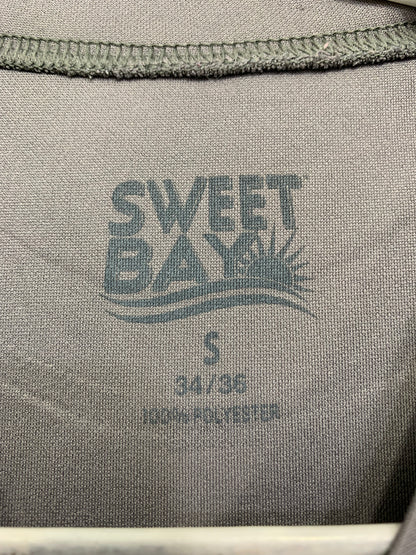 SWEET
BAY
S
34/36
100% POLYESTER